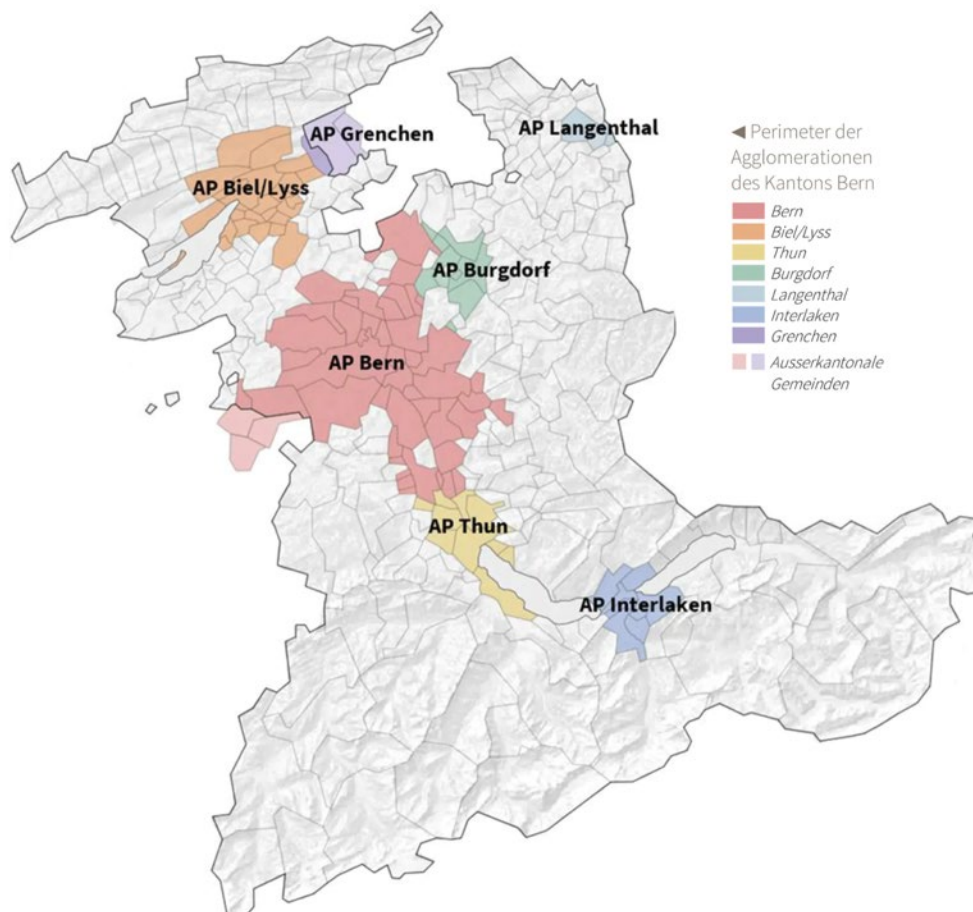 AP Grenchen
AP Langenthal
AP Biel/Lyss
AP Burgdorf
AP Bern
AP Thun
AP Interlaken
◀ Perimeter der
Agglomerationen
des Kantons Bern
Bern
Biel/Lyss
Thun
Burgdorf
Langenthal
Interlaken
Grenchen
Ausserkantonale
Gemeinden